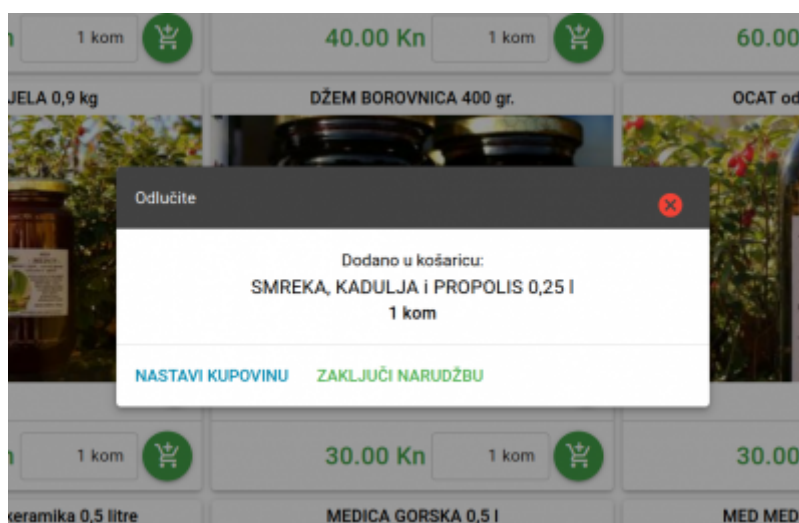 1 kom
40.00 Kn
1 kom
60.00
JELA 0,9 kg
DŽEM BOROVNICA 400 gr.
OCAT od
Odlučite
Dodano u košaricu:
SMREKA, KADULJA i PROPOLIS 0,25 l
1 kom
NASTAVI KUPOVINU
ZAKLJUČI NARUDŽBU
1 kom
30.00 Kn
1 kom
30.00
keramika 0,5 litre
MEDICA GORSKA 0,5 l
MED MED